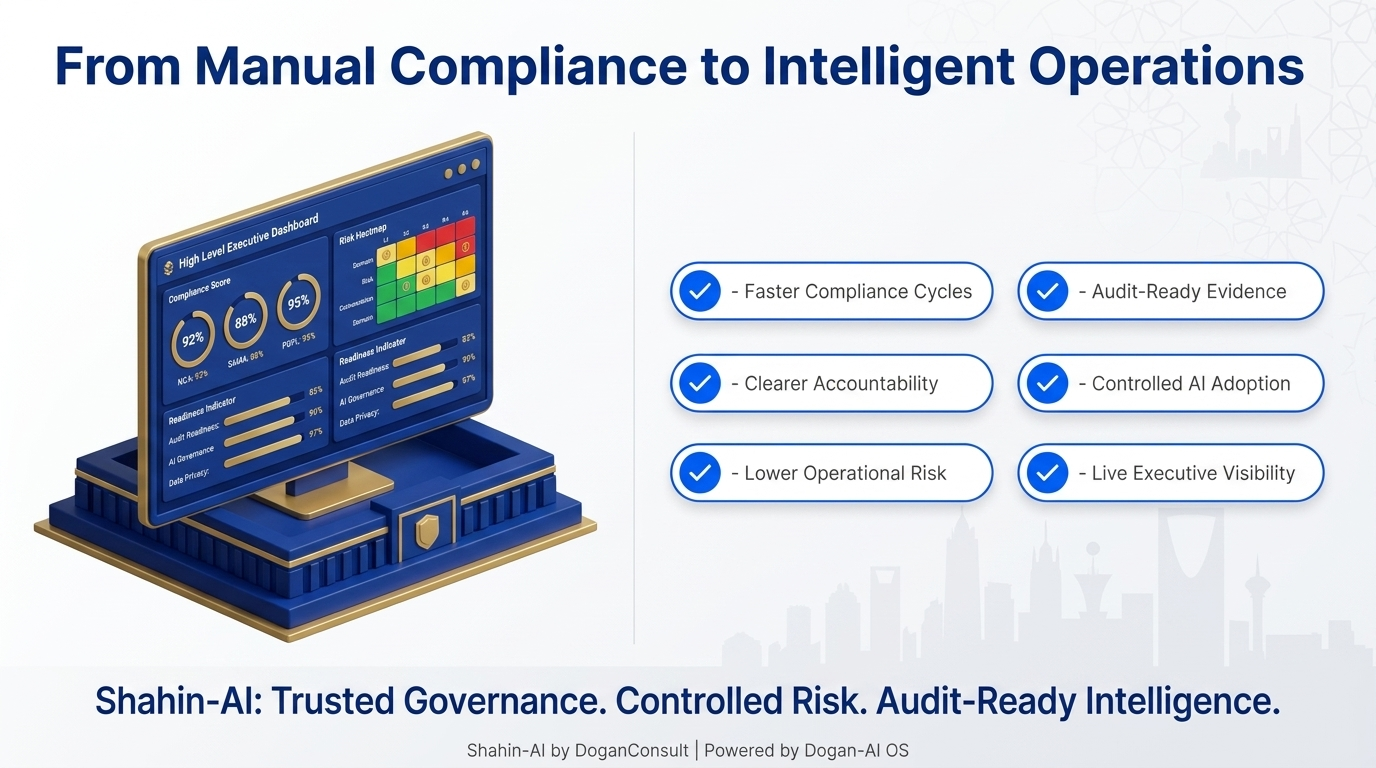 From Manual Compliance to Intelligent Operations
High Level Executive Dashboard
Compliance Score
92%
88%
95%
NCA: 92%
SAMA: 88%
PDPL: 95%
Risk Heatmap
Domain
Domain
Readiness Indicator
Audit Readiness:
AI Governance
Data Privacy:
85%
90%
97%
Readiness Indicator
Audit Readiness
AI Governance
Data Privacy:
90%
97%
- Faster Compliance Cycles
- Audit-Ready Evidence
- Clearer Accountability
- Controlled AI Adoption
- Lower Operational Risk
- Live Executive Visibility
Shahin-AI: Trusted Governance. Controlled Risk. Audit-Ready Intelligence.
Shahin-AI by DoganConsult | Powered by Dogan-AI OS